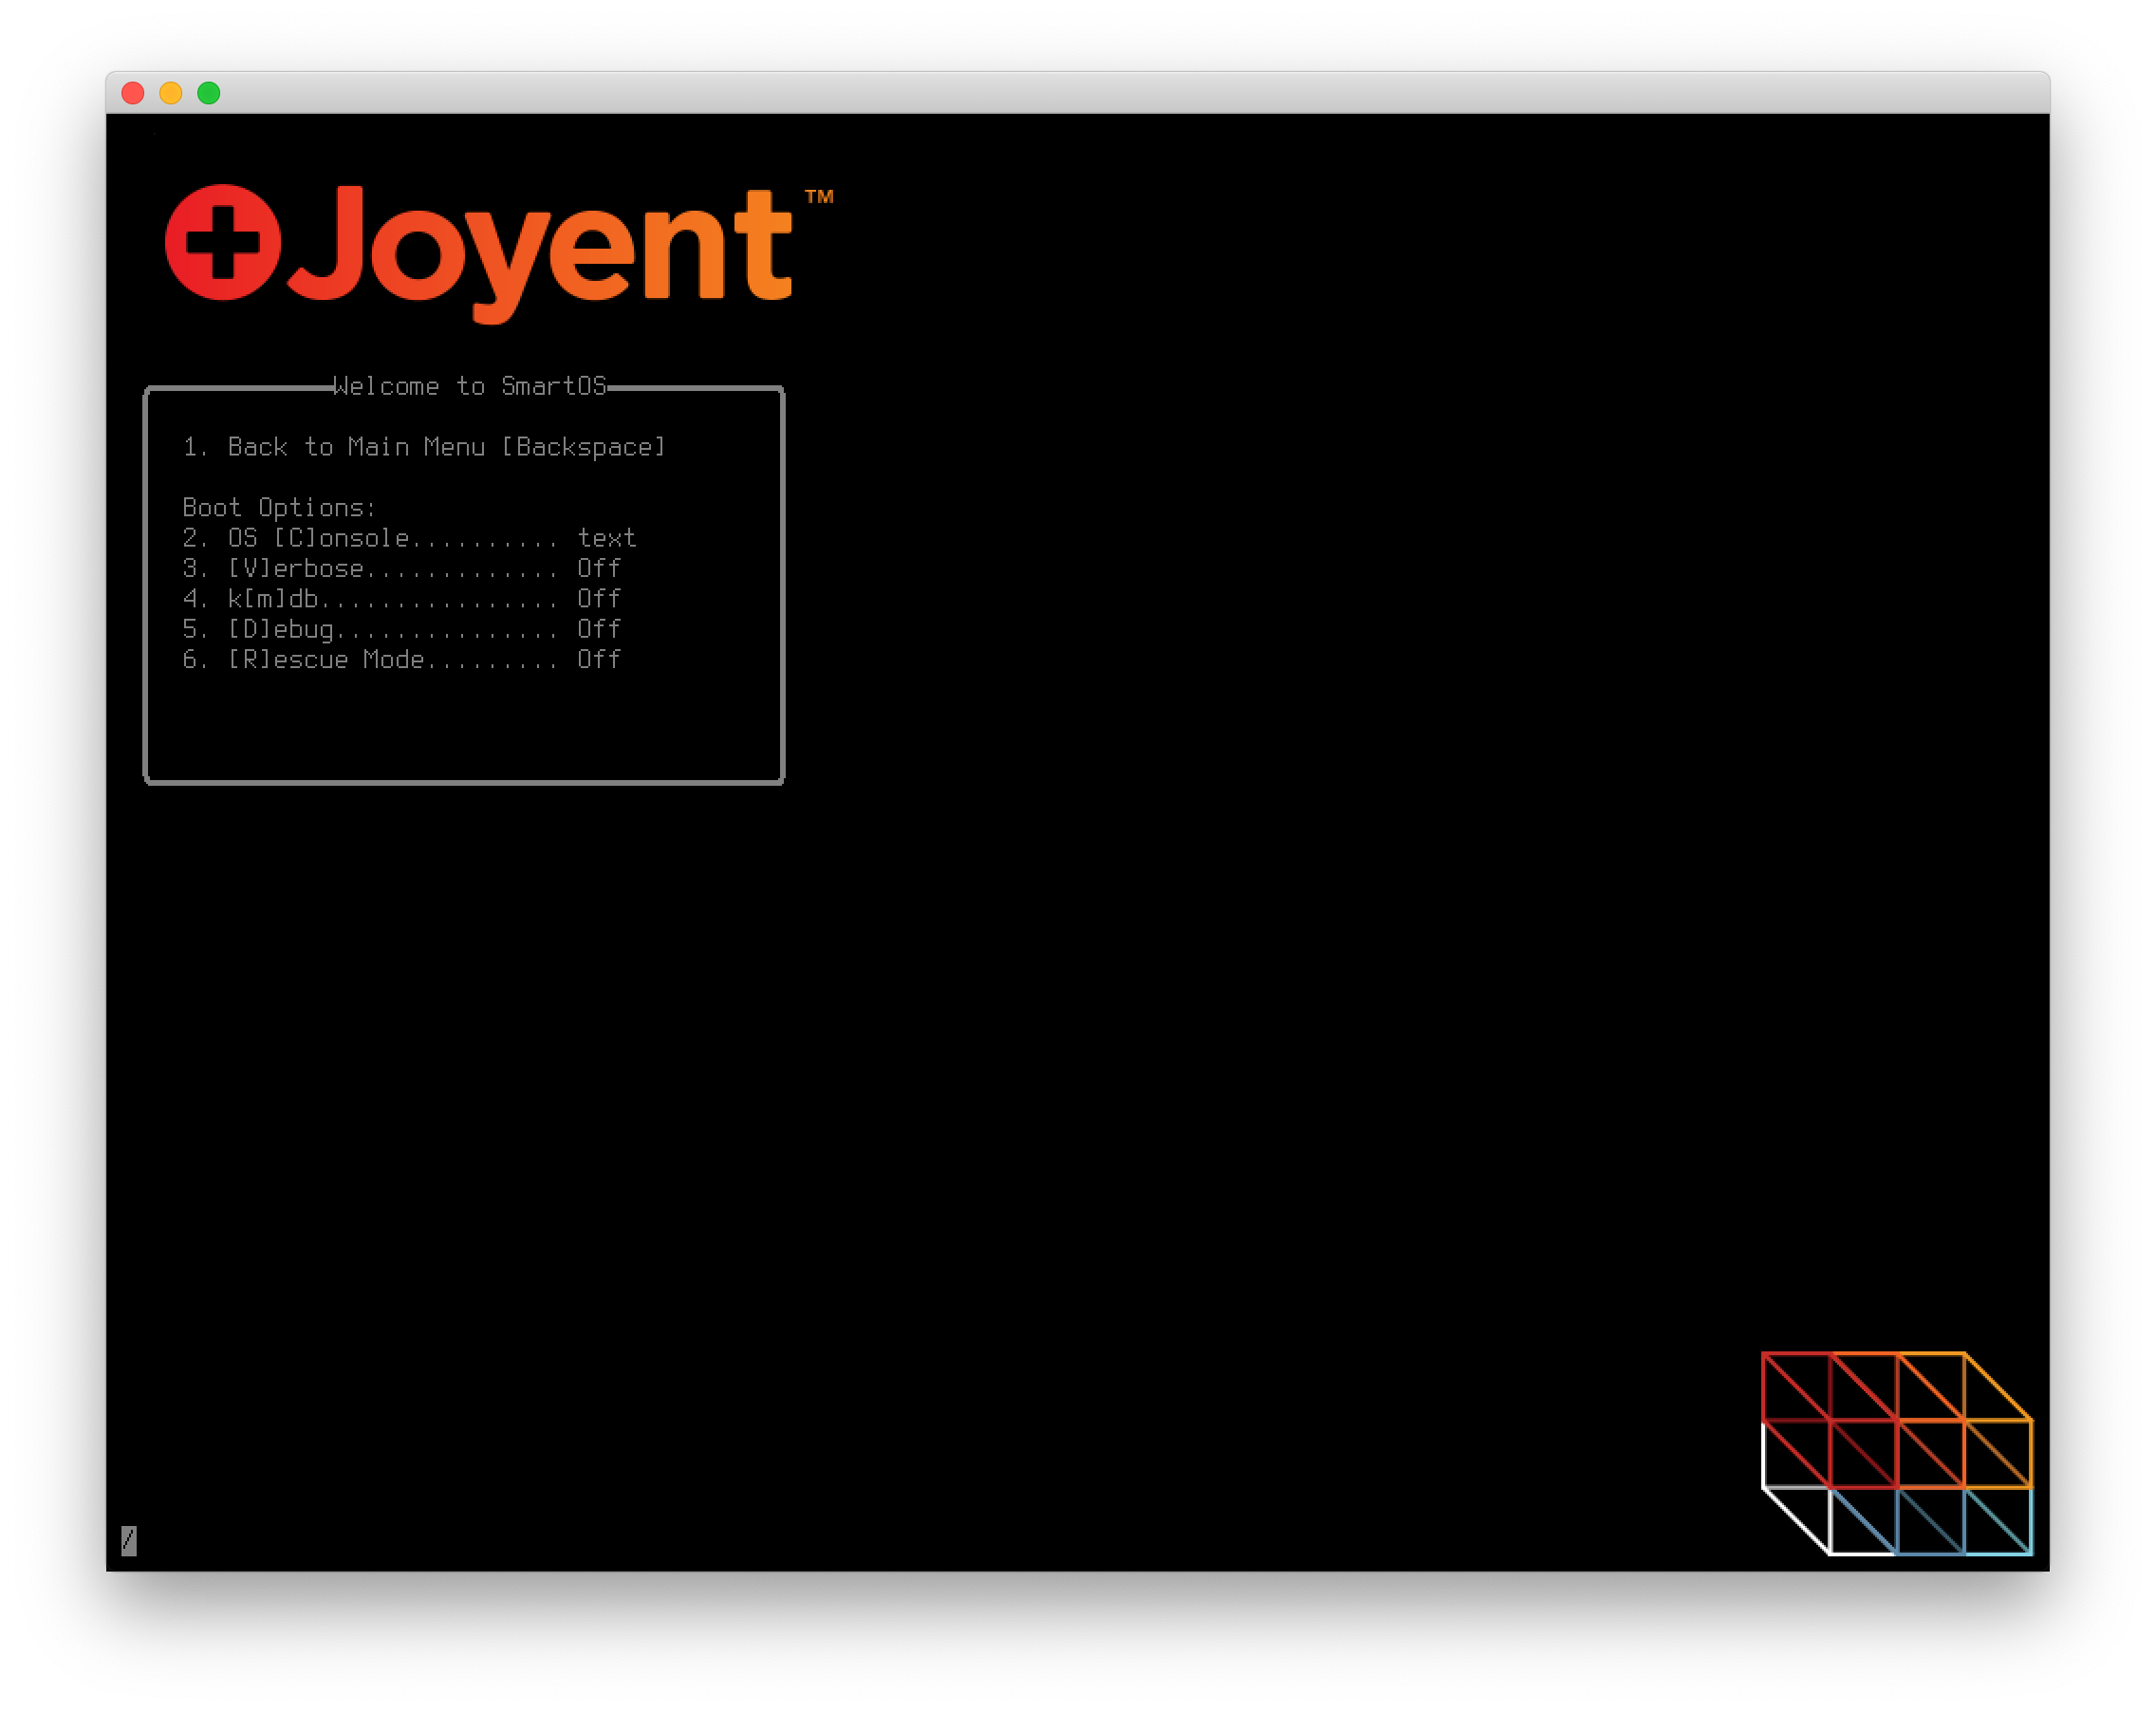 Joyent™
Welcome to SmartOS
1. Back to Main Menu [Backspace]
Boot Options:
2. OS [C]onsole.......... text
3. [V]erbose............. Off
4. k[m]db................ Off
5. [D]ebug............... Off
6. [R]escue Mode......... Off
/